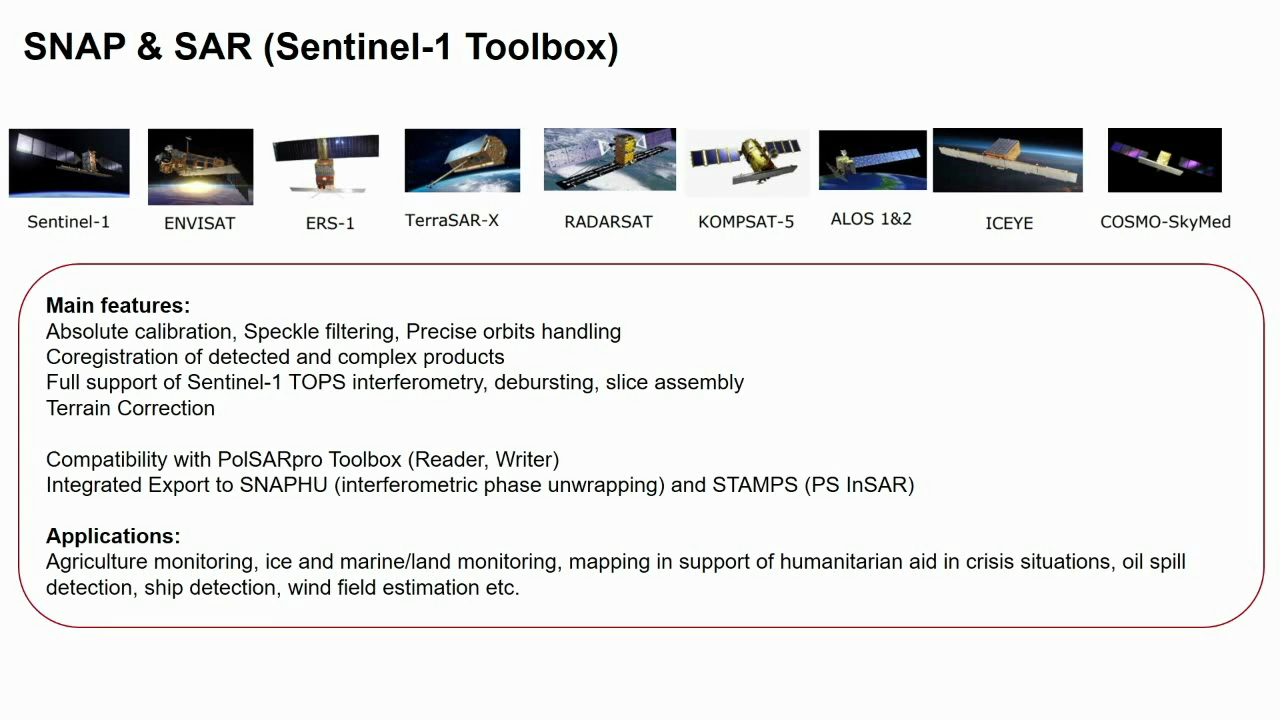 SNAP & SAR (Sentinel-1 Toolbox)
Sentinel-1
ENVISAT
ERS-1
TerraSAR-X
RADARSAT
KOMPSAT-5
ALOS 1&2
ICEYE
COSMO-SkyMed
Main features:
Absolute calibration, Speckle filtering, Precise orbits handling
Coregistration of detected and complex products
Full support of Sentinel-1 TOPS interferometry, debursting, slice assembly
Terrain Correction
Compatibility with PolSARpro Toolbox (Reader, Writer)
Integrated Export to SNAPHU (interferometric phase unwrapping) and STAMPS (PS InSAR)
Applications:
Agriculture monitoring, ice and marine/land monitoring, mapping in support of humanitarian aid in crisis situations, oil spill
detection, ship detection, wind field estimation etc.